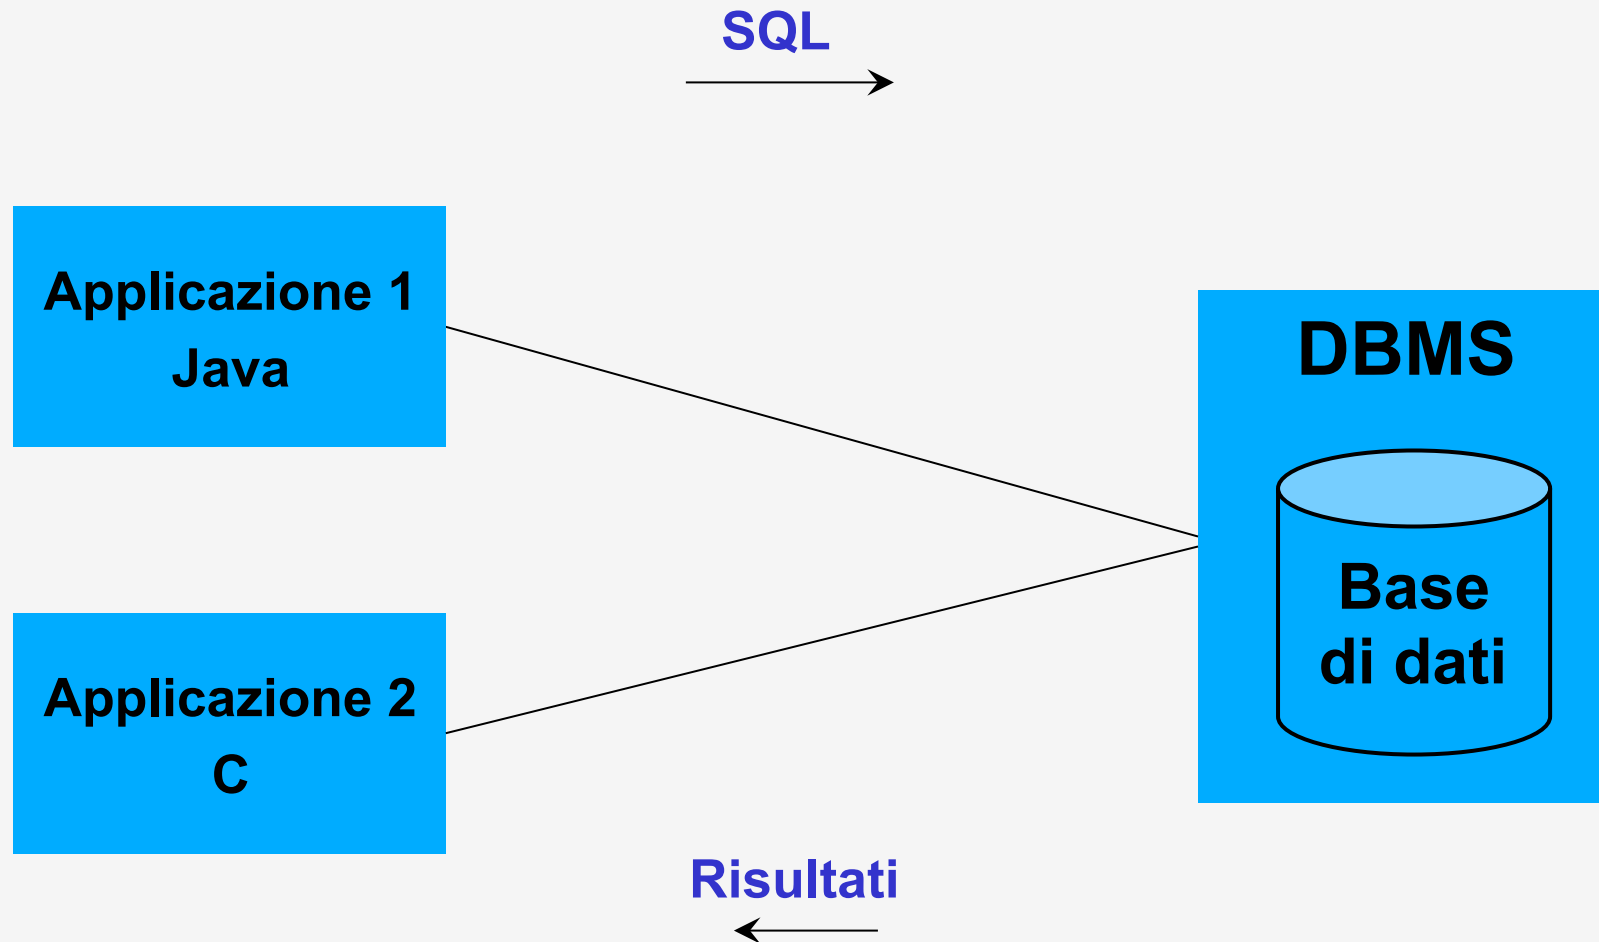 SQL
Applicazione 1
Java
DBMS
Base
di dati
Applicazione 2
C
Risultati